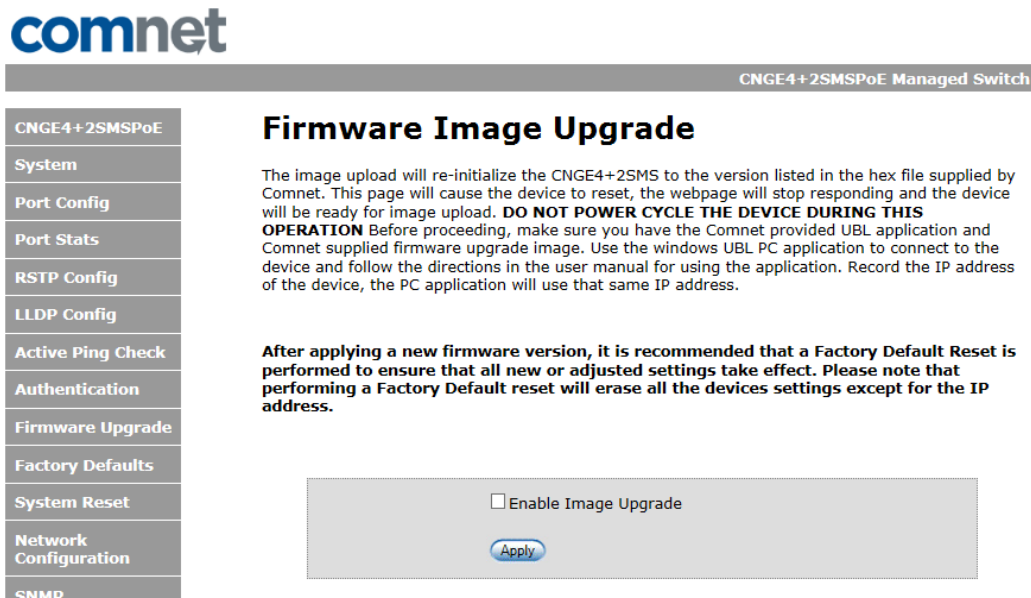 comnet
CNGE4+2SMSPoE Managed Switch
CNGE4+2SMSPoE
System
Port Config
Port Stats
RSTP Config
LLDP Config
Active Ping Check
Authentication
Firmware Upgrade
Factory Defaults
System Reset
Network
Configuration
SNMP
Firmware Image Upgrade
The image upload will re-initialize the CNGE4+2SMS to the version listed in the hex file supplied by
Comnet. This page will cause the device to reset, the webpage will stop responding and the device
will be ready for image upload. DO NOT POWER CYCLE THE DEVICE DURING THIS
OPERATION Before proceeding, make sure you have the Comnet provided UBL application and
Comnet supplied firmware upgrade image. Use the windows UBL PC application to connect to the
device and follow the directions in the user manual for using the application. Record the IP address
of the device, the PC application will use that same IP address.
After applying a new firmware version, it is recommended that a Factory Default Reset is
performed to ensure that all new or adjusted settings take effect. Please note that
performing a Factory Default reset will erase all the devices settings except for the IP
address.
Enable Image Upgrade
Apply